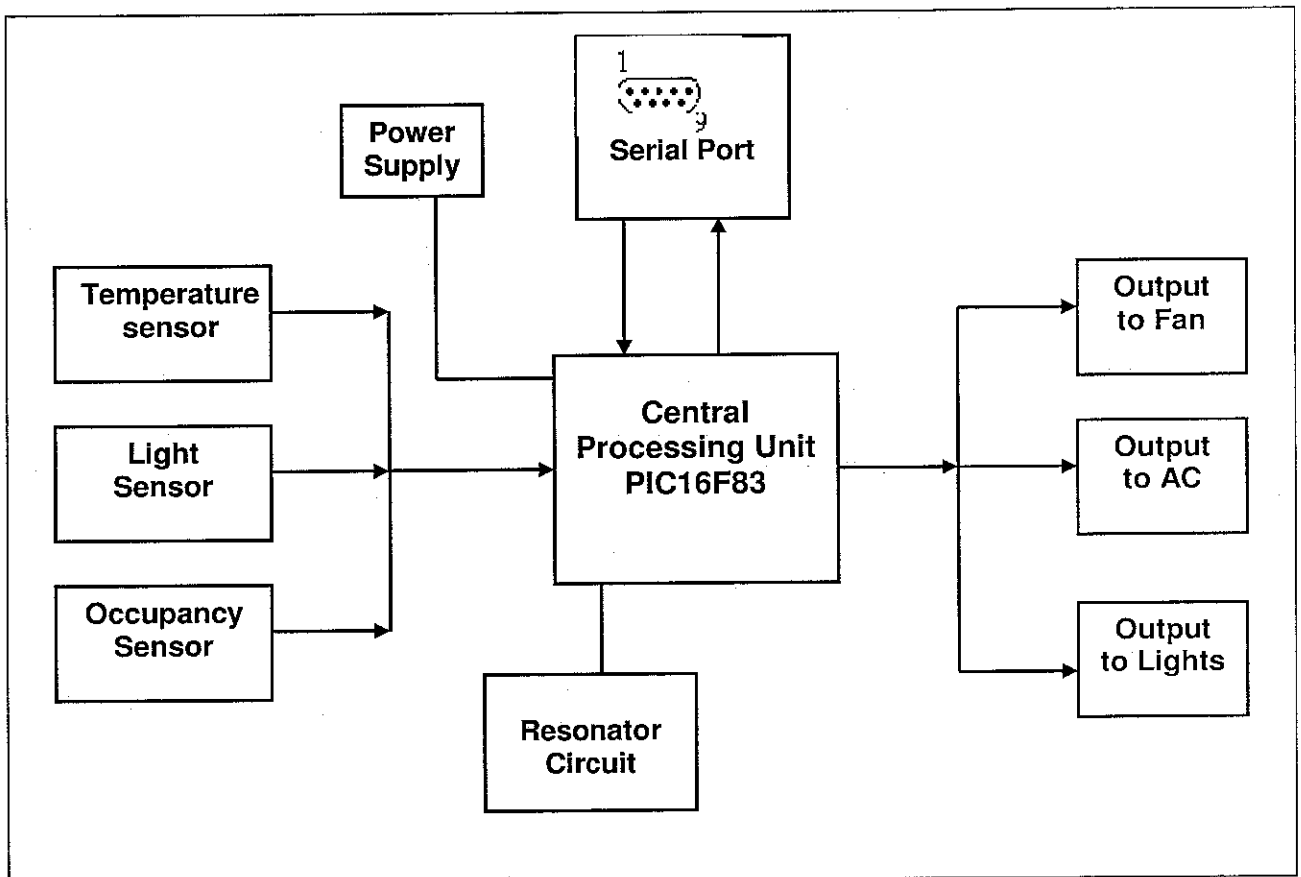 1
9
Serial Port
Power
Supply
Temperature
sensor
Light
Sensor
Occupancy
Sensor
Central
Processing Unit
PIC16F83
Resonator
Circuit
Output
to Fan
Output
to AC
Output
to Lights